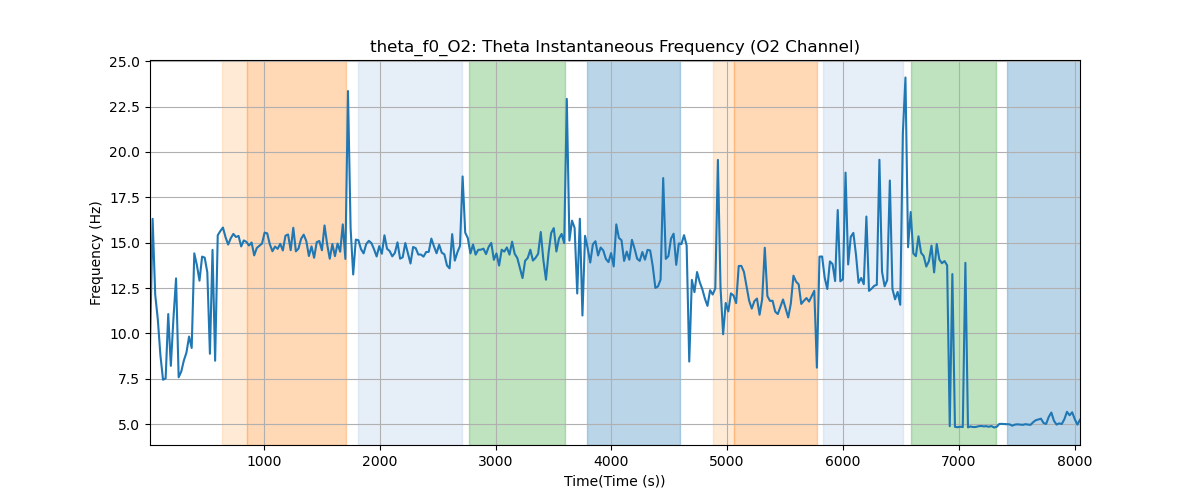 theta_f0_O2: Theta Instantaneous Frequency (O2 Channel)
Frequency (Hz)
25.0
22.5
20.0
17.5
15.0
12.5
10.0
7.5
5.0
1000 2000 3000 4000 5000 6000 7000 8000
Time(Time (s))